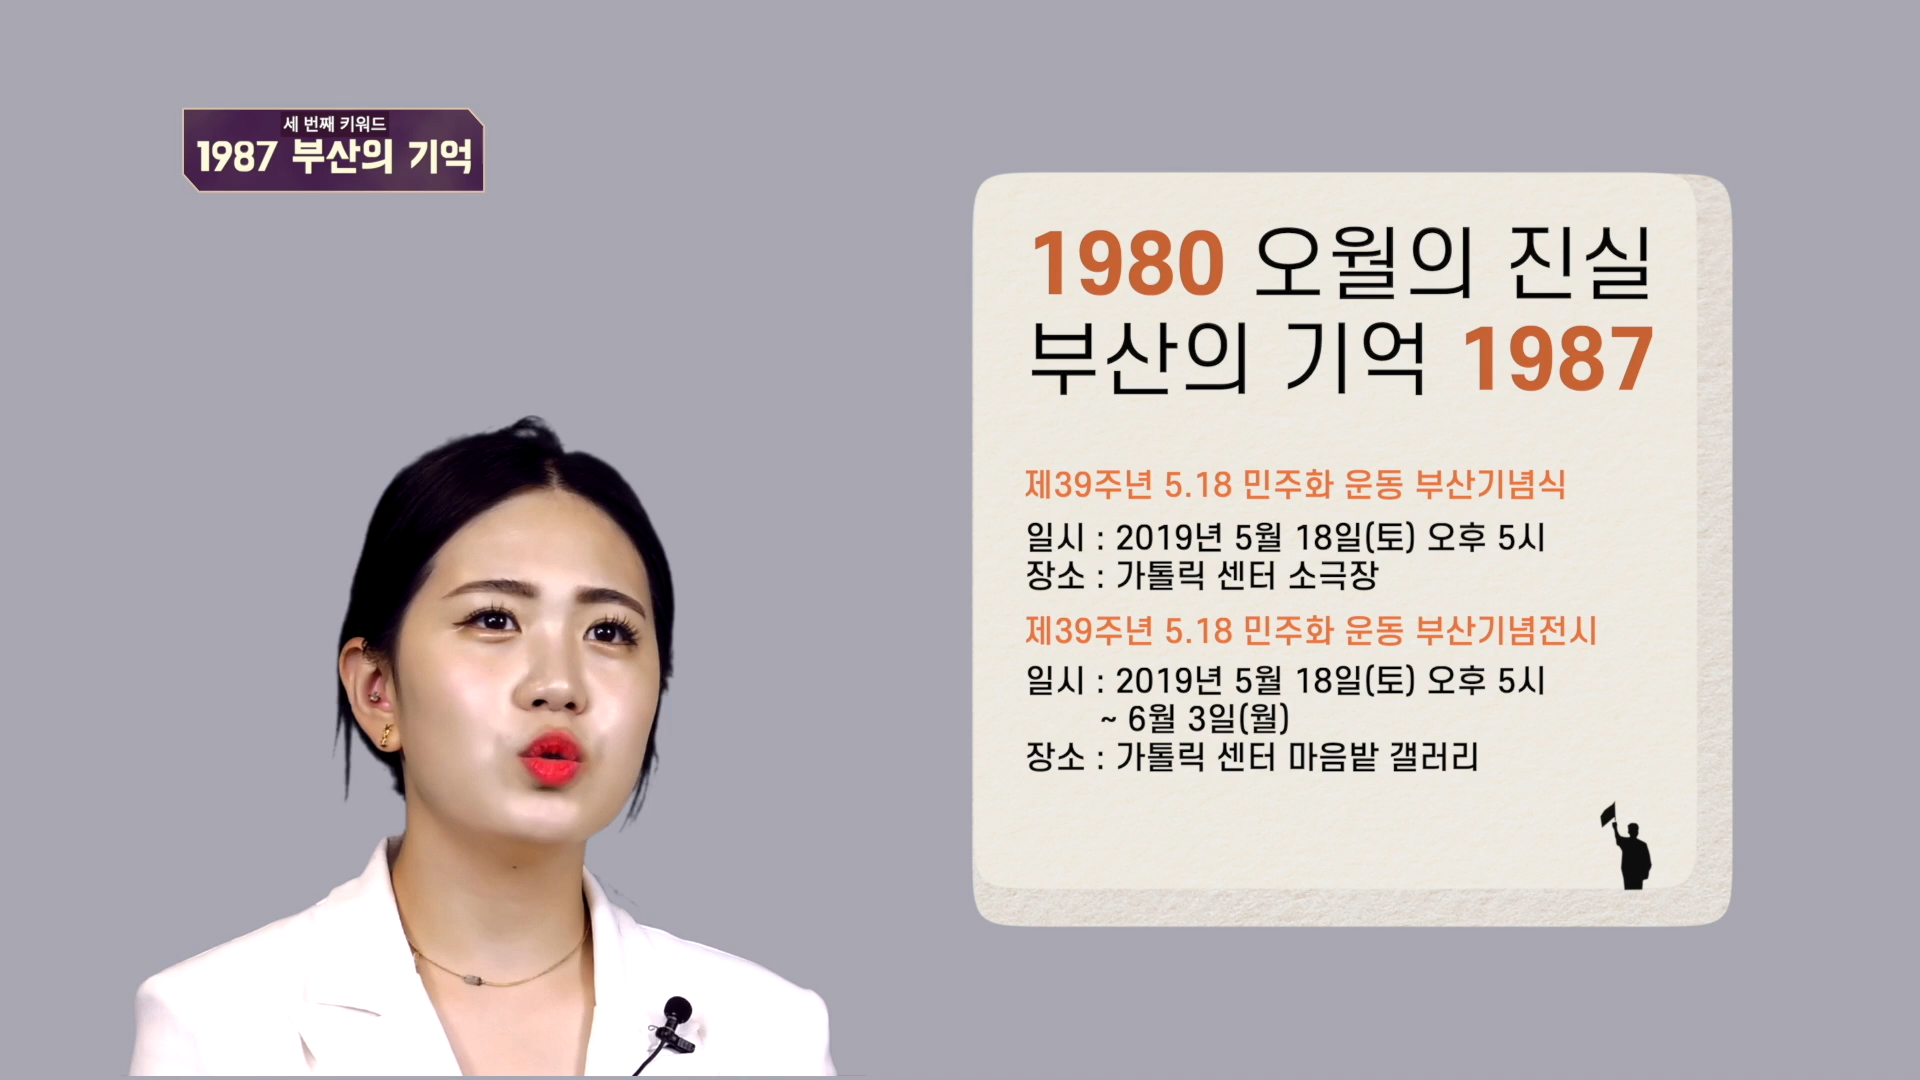 세 번째 키워드
1987 부산의 기억
1980 오월의 진실
부산의 기억 1987
제39주년 5.18 민주화 운동 부산기념식
일시 : 2019년 5월 18일(토) 오후 5시
장소 : 가톨릭 센터 소극장
제39주년 5.18 민주화 운동 부산기념전시
일시 : 2019년 5월 18일(토) 오후 5시
~ 6월 3일(월)
장소 : 가톨릭 센터 마음밭 갤러리